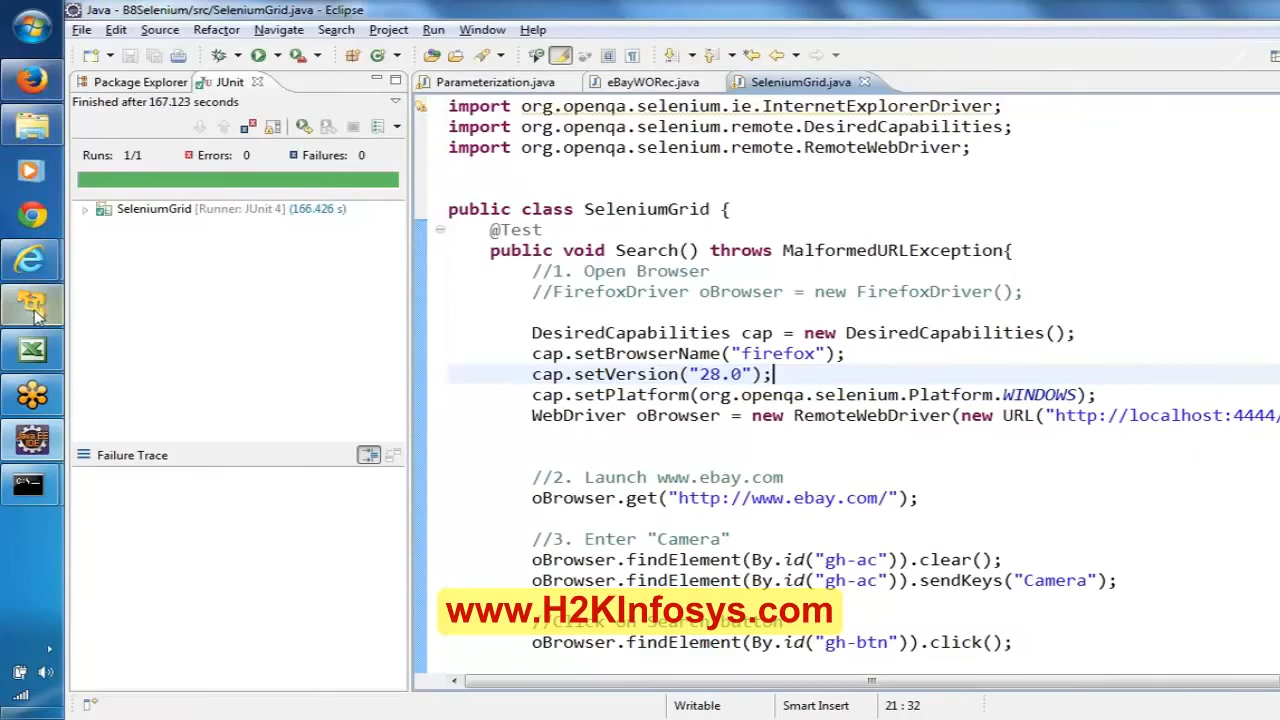 Java - B8Selenium/src/SeleniumGrid.java - Eclipse
File Edit Source Refactor Navigate Search Project Run Window Help
Package Explorer JUnit
Parameterization.java eBayWORec.java SeleniumGrid.java
Finished after 167.123 seconds
Runs: 1/1 Errors: 0 Failures: 0
SeleniumGrid [Runner: JUnit 4] (166.426 s)
Failure Trace
import org.openqa.selenium.ie.InternetExplorerDriver;
import org.openqa.selenium.remote.DesiredCapabilities;
import org.openqa.selenium.remote.RemoteWebDriver;
public class SeleniumGrid {
@Test
public void Search() throws MalformedURLException{
//1. Open Browser
//FirefoxDriver oBrowser = new FirefoxDriver();
DesiredCapabilities cap = new DesiredCapabilities();
cap.setBrowserName("firefox");
cap.setVersion("28.0");
cap.setPlatform(org.openqa.selenium.Platform.WINDOWS);
WebDriver oBrowser = new RemoteWebDriver(new URL("http://localhost:4444/
//2. Launch www.ebay.com
oBrowser.get("http://www.ebay.com/");
//3. Enter "Camera"
oBrowser.findElement(By.id("gh-ac")).clear();
oBrowser.findElement(By.id("gh-ac")).sendKeys("Camera");
www.H2KInfosys.com
//Click on Search Button
oBrowser.findElement(By.id("gh-btn")).click();
Java EE
IDE
C:\
Writable Smart Insert 21 : 32